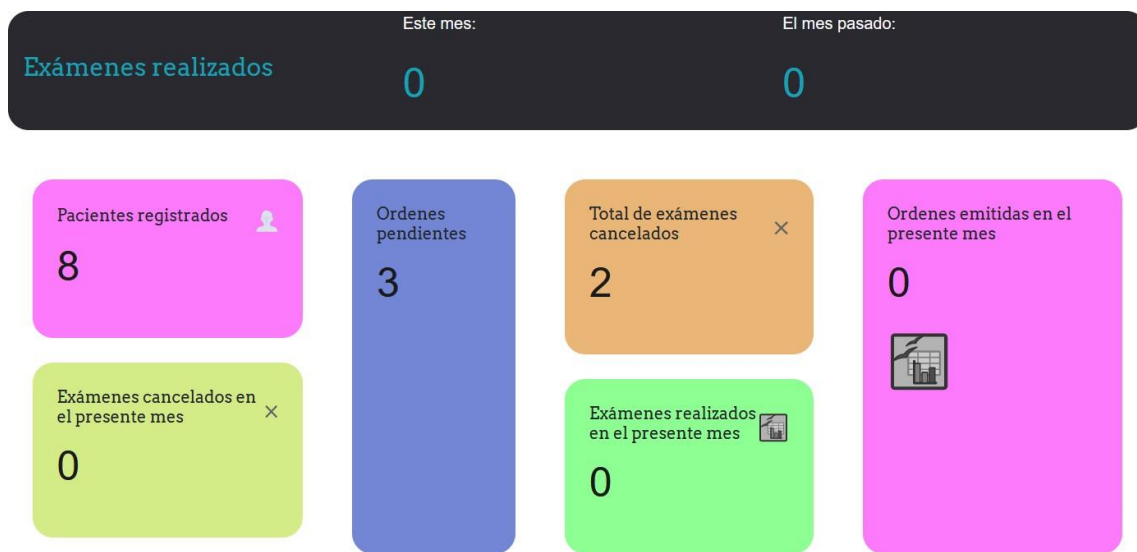 Exámenes realizados
Este mes:
0
El mes pasado:
0
Pacientes registrados
8
Exámenes cancelados en
el presente mes
0
Ordenes
pendientes
3
Total de exámenes
cancelados
2
Exámenes realizados
en el presente mes
0
Ordenes emitidas en el
presente mes
0